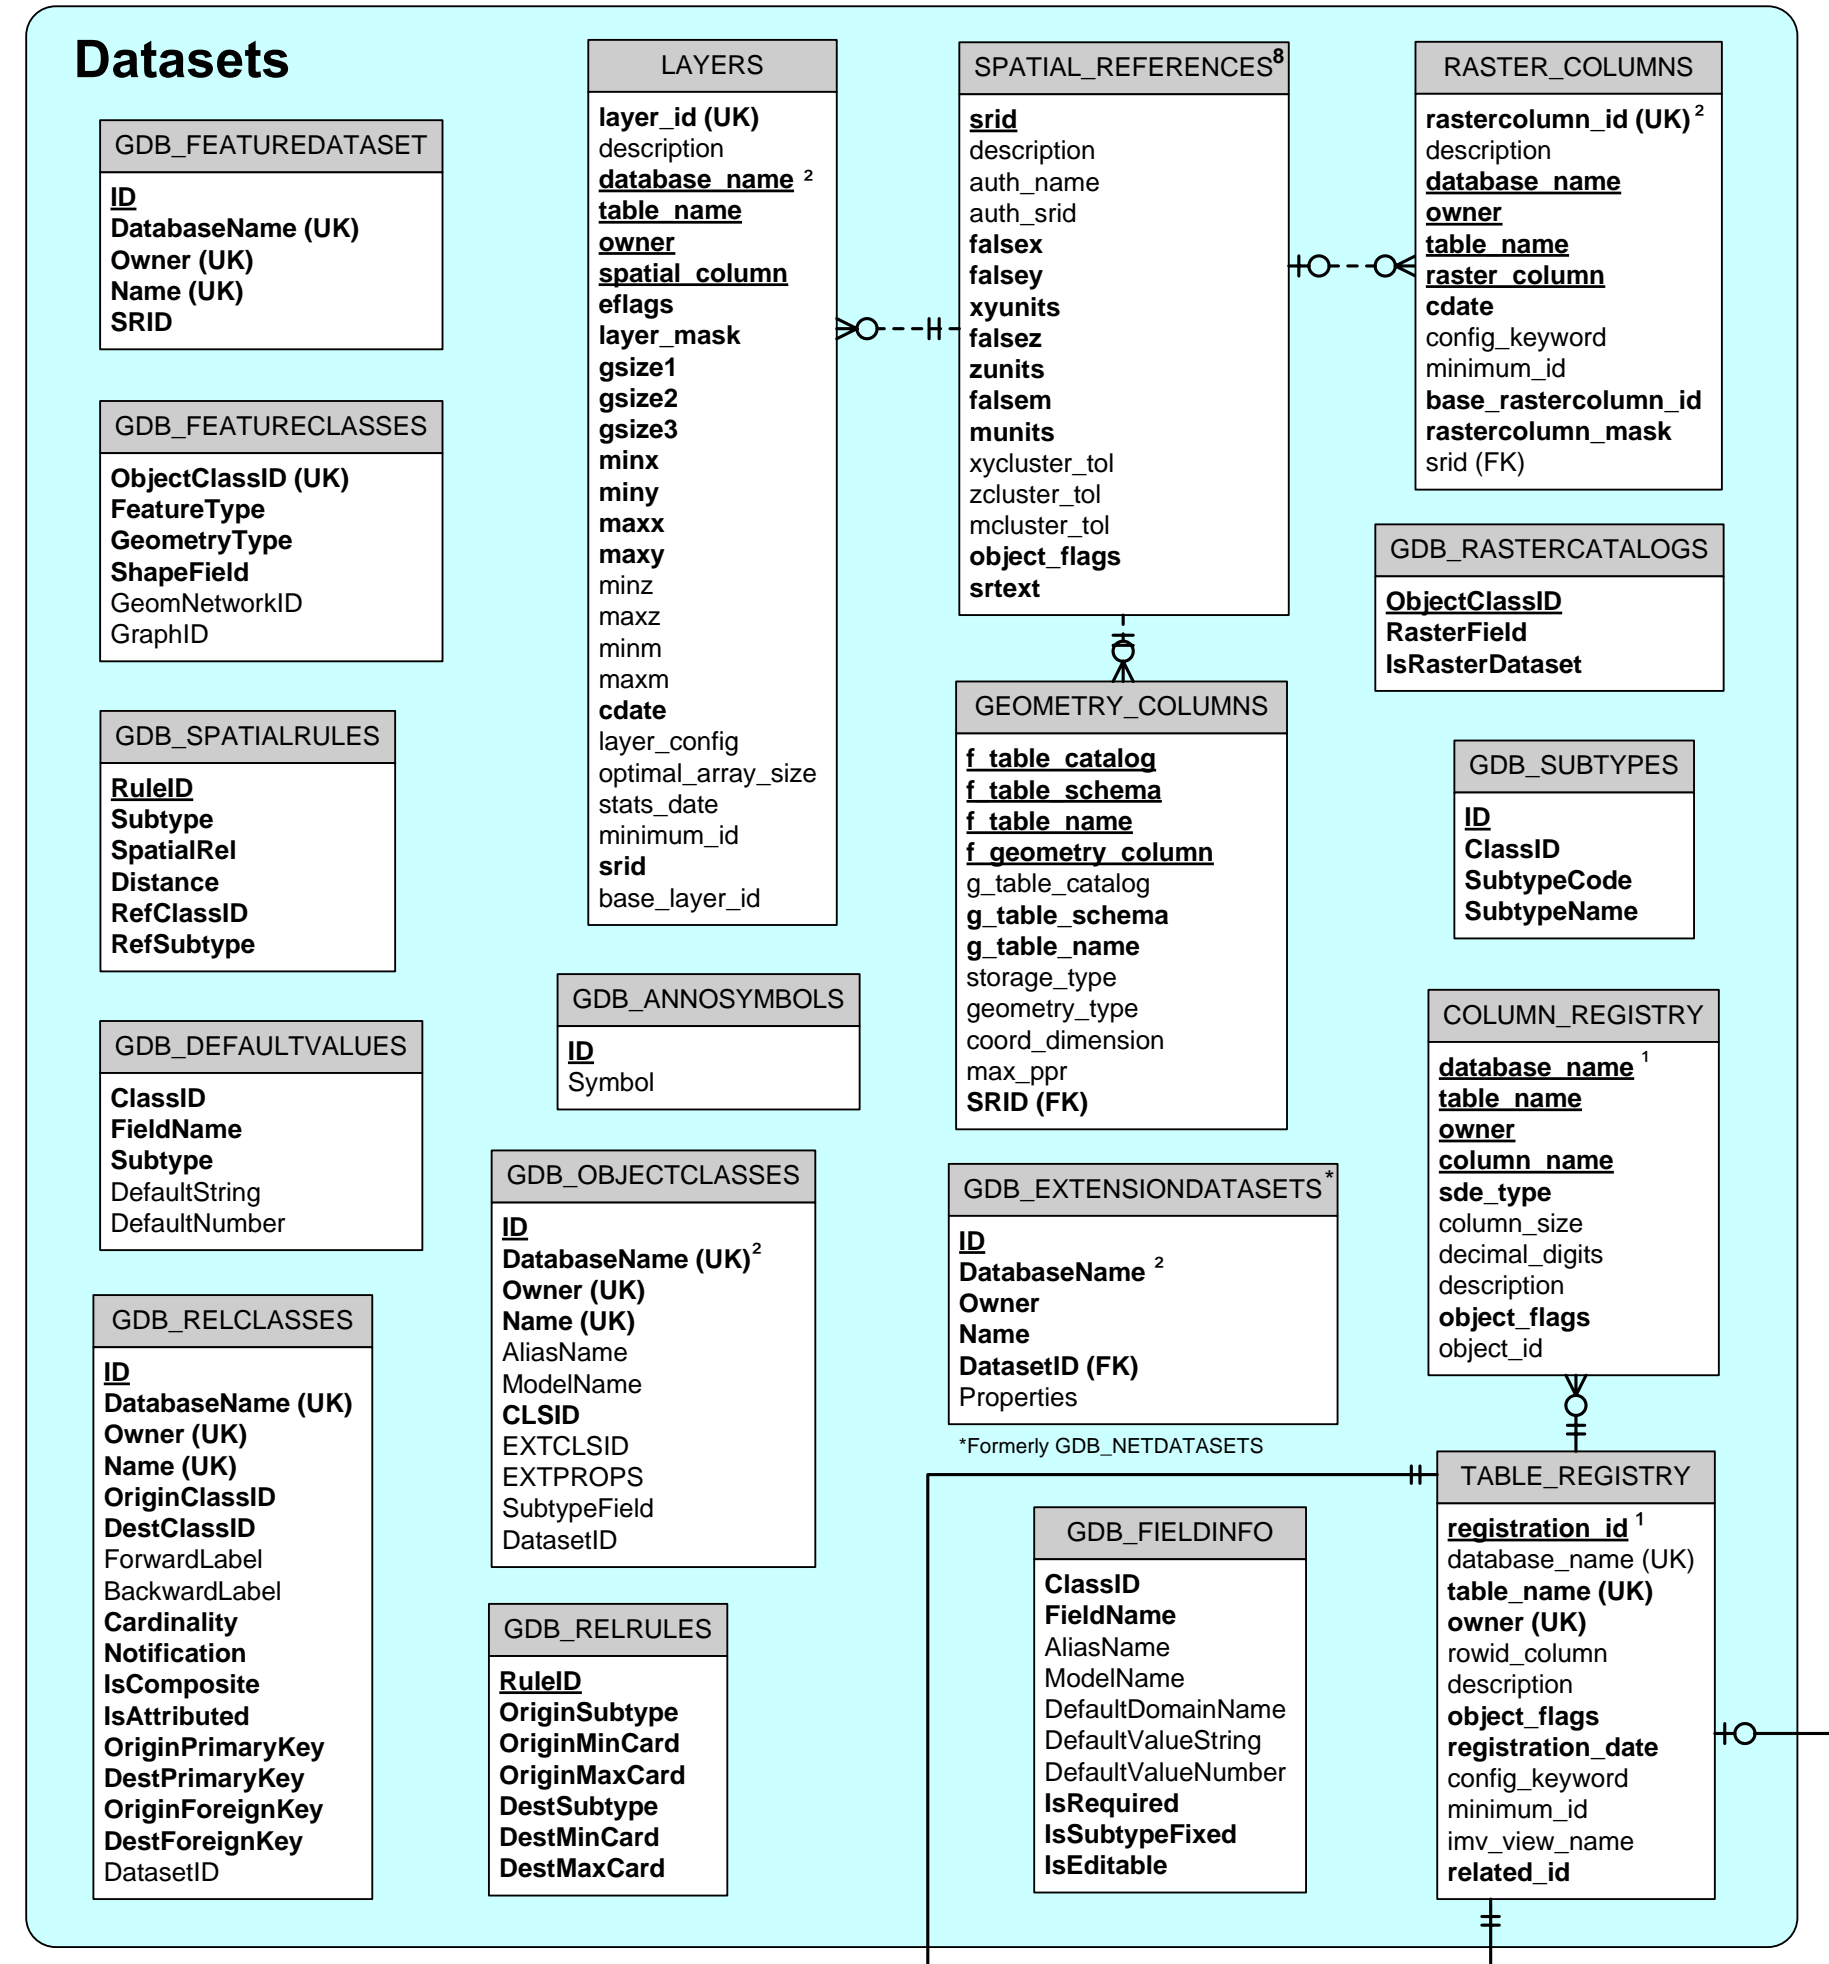 Datasets
GDB_FEATUREDATASET
ID
DatabaseName (UK)
Owner (UK)
Name (UK)
SRID
GDB_FEATURECLASSES
ObjectClassID (UK)
FeatureType
GeometryType
ShapeField
GeomNetworkID
GraphID
GDB_SPATIALRULES
RuleID
Subtype
SpatialRel
Distance
RefClassID
RefSubtype
GDB_DEFAULTVALUES
ClassID
FieldName
Subtype
DefaultString
DefaultNumber
GDB_RELCLASSES
ID
DatabaseName (UK)
Owner (UK)
Name (UK)
OriginClassID
DestClassID
ForwardLabel
BackwardLabel
Cardinality
Notification
IsComposite
IsAttributed
OriginPrimaryKey
DestPrimaryKey
OriginForeignKey
DestForeignKey
DatasetID
LAYERS
layer_id (UK)
description
database_name ²
table_name
owner
spatial_column
eflags
layer_mask
gsize1
gsize2
gsize3
minx
miny
maxx
maxy
minz
maxz
minm
maxm
cdate
layer_config
optimal_array_size
stats_date
minimum_id
srid
base_layer_id
GDB_ANNOSYMBOLS
ID
Symbol
GDB_OBJECTCLASSES
ID
DatabaseName (UK)²
Owner (UK)
Name (UK)
AliasName
ModelName
CLSID
EXTCLSID
EXTPROPS
SubtypeField
DatasetID
GDB_RELRULES
RuleID
OriginSubtype
OriginMinCard
OriginMaxCard
DestSubtype
DestMinCard
DestMaxCard
SPATIAL_REFERENCES⁸
srid
description
auth_name
auth_srid
falsex
falsey
xyunits
falsez
zunits
falsem
munits
xycluster_tol
zcluster_tol
mcluster_tol
object_flags
srtext
GEOMETRY_COLUMNS
f_table_catalog
f_table_schema
f_table_name
f_geometry_column
g_table_catalog
g_table_schema
g_table_name
storage_type
geometry_type
coord_dimension
max_ppr
SRID (FK)
GDB_EXTENSIONDATASETS*
ID
DatabaseName ²
Owner
Name
DatasetID (FK)
Properties
*Formerly GDB_NETDATASETS
GDB_FIELDINFO
ClassID
FieldName
AliasName
ModelName
DefaultDomainName
DefaultValueString
DefaultValueNumber
IsRequired
IsSubtypeFixed
IsEditable
RASTER_COLUMNS
rastercolumn_id (UK) ²
description
database_name
owner
table_name
raster_column
cdate
config_keyword
minimum_id
base_rastercolumn_id
rastercolumn_mask
srid (FK)
GDB_RASTERCATALOGS
ObjectClassID
RasterField
IsRasterDataset
GDB_SUBTYPES
ID
ClassID
SubtypeCode
SubtypeName
COLUMN_REGISTRY
database_name ¹
table_name
owner
column_name
sde_type
column_size
decimal_digits
description
object_flags
object_id
TABLE_REGISTRY
registration_id ¹
database_name (UK)
table_name (UK)
owner (UK)
rowid_column
description
object_flags
registration_date
config_keyword
minimum_id
imv_view_name
related_id